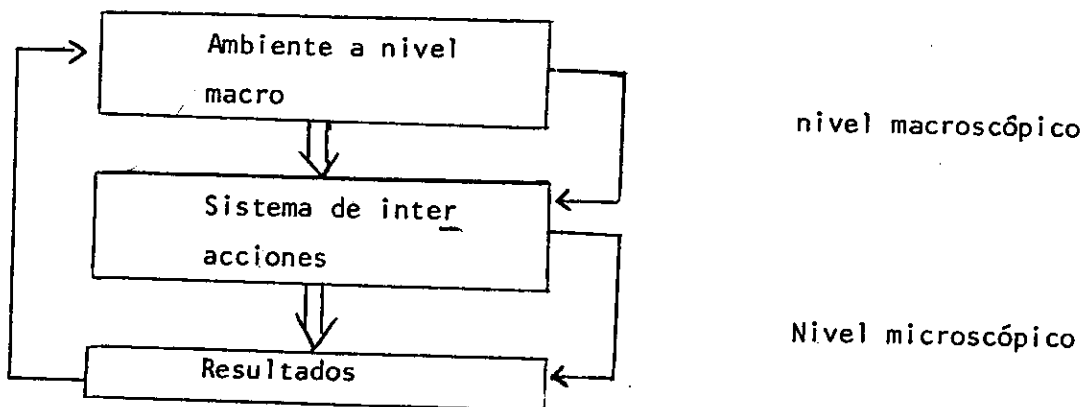 Ambiente a nivel
macro
nivel macroscópico
Sistema de inter
acciones
Nivel microscópico
Resultados